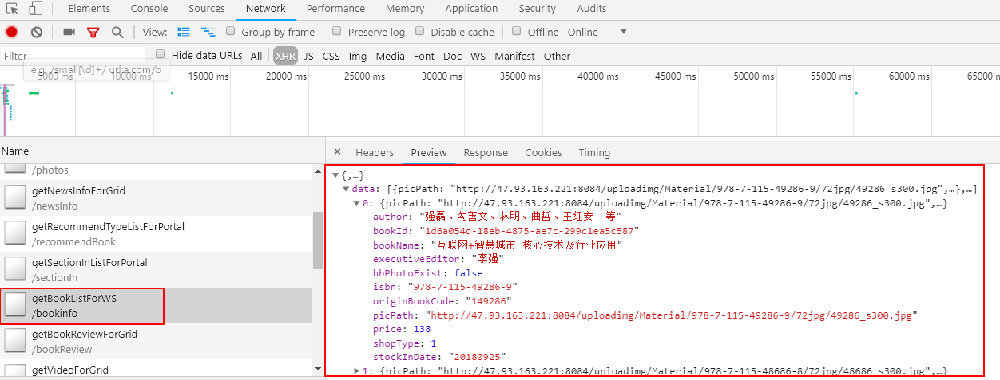 Elements Console Sources Network Performance Memory Application Security Audits
View: Group by frame Preserve log Disable cache Offline Online
Filter Hide data URLs All XHR JS CSS Img Media Font Doc WS Manifest Other
e.g. /small[\d]+/ url:a.com/b
5000 ms 10000 ms 15000 ms 20000 ms 25000 ms 30000 ms 35000 ms 40000 ms 45000 ms 50000 ms 55000 ms 60000 ms 65000 m
Name
× Headers Preview Response Cookies Timing
/photos
getNewsInfoForGrid
/newsInfo
getRecommendTypeListForPortal
/recommendBook
getSectionInListForPortal
/sectionIn
getBookListForWS
/bookinfo
getBookReviewForGrid
/bookReview
getVideoForGrid
{,…}
data: [{picPath: "http://47.93.163.221:8084/uploadimg/Material/978-7-115-49286-9/72jpg/49286_s300.jpg",…},…]
0: {picPath: "http://47.93.163.221:8084/uploadimg/Material/978-7-115-49286-9/72jpg/49286_s300.jpg",…}
author: "强磊、勾善文、林明、曲哲、王红安　等"
bookId: "1d6a054d-18eb-4875-ae7c-299c1ea5c587"
bookName: "互联网+智慧城市 核心技术及行业应用"
executiveEditor: "李强"
hbPhotoExist: false
isbn: "978-7-115-49286-9"
originBookCode: "149286"
picPath: "http://47.93.163.221:8084/uploadimg/Material/978-7-115-49286-9/72jpg/49286_s300.jpg"
price: 138
shopType: 1
stockInDate: "20180925"
1: {picPath: "http://47.93.163.221:8084/uploadimg/Material/978-7-115-48686-8/72jpg/48686_s300.jpg",…}